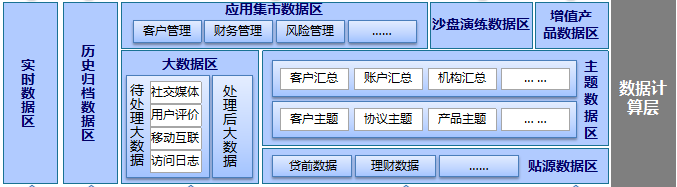 实时数据区
历史归档数据区
应用集市数据区
客户管理
财务管理
风险管理
......
沙盘演练数据区
增值产
品数据区
大数据区
待处理大数据
社交媒体
用户评价
移动互联
访问日志
处理后大数据
客户汇总
账户汇总
机构汇总
... ...
客户主题
协议主题
产品主题
... ...
主题数据区
贷前数据
理财数据
......
贴源数据区
数据计
算层